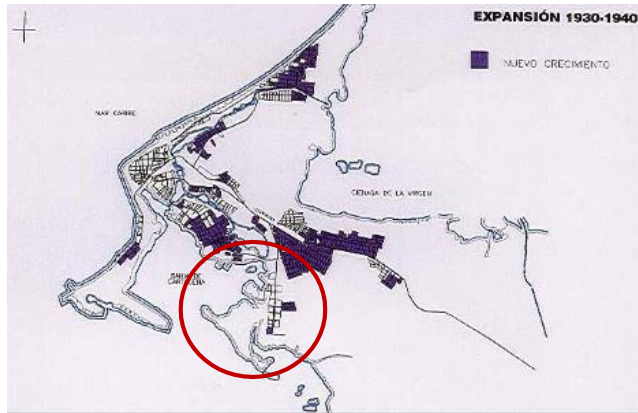 EXPANSIÓN 1930-1940
NUEVO CRECIMIENTO
MAR CARIBE
CIENAGA DE LA VIRGEN
BAHIA DE
CARTAGENA